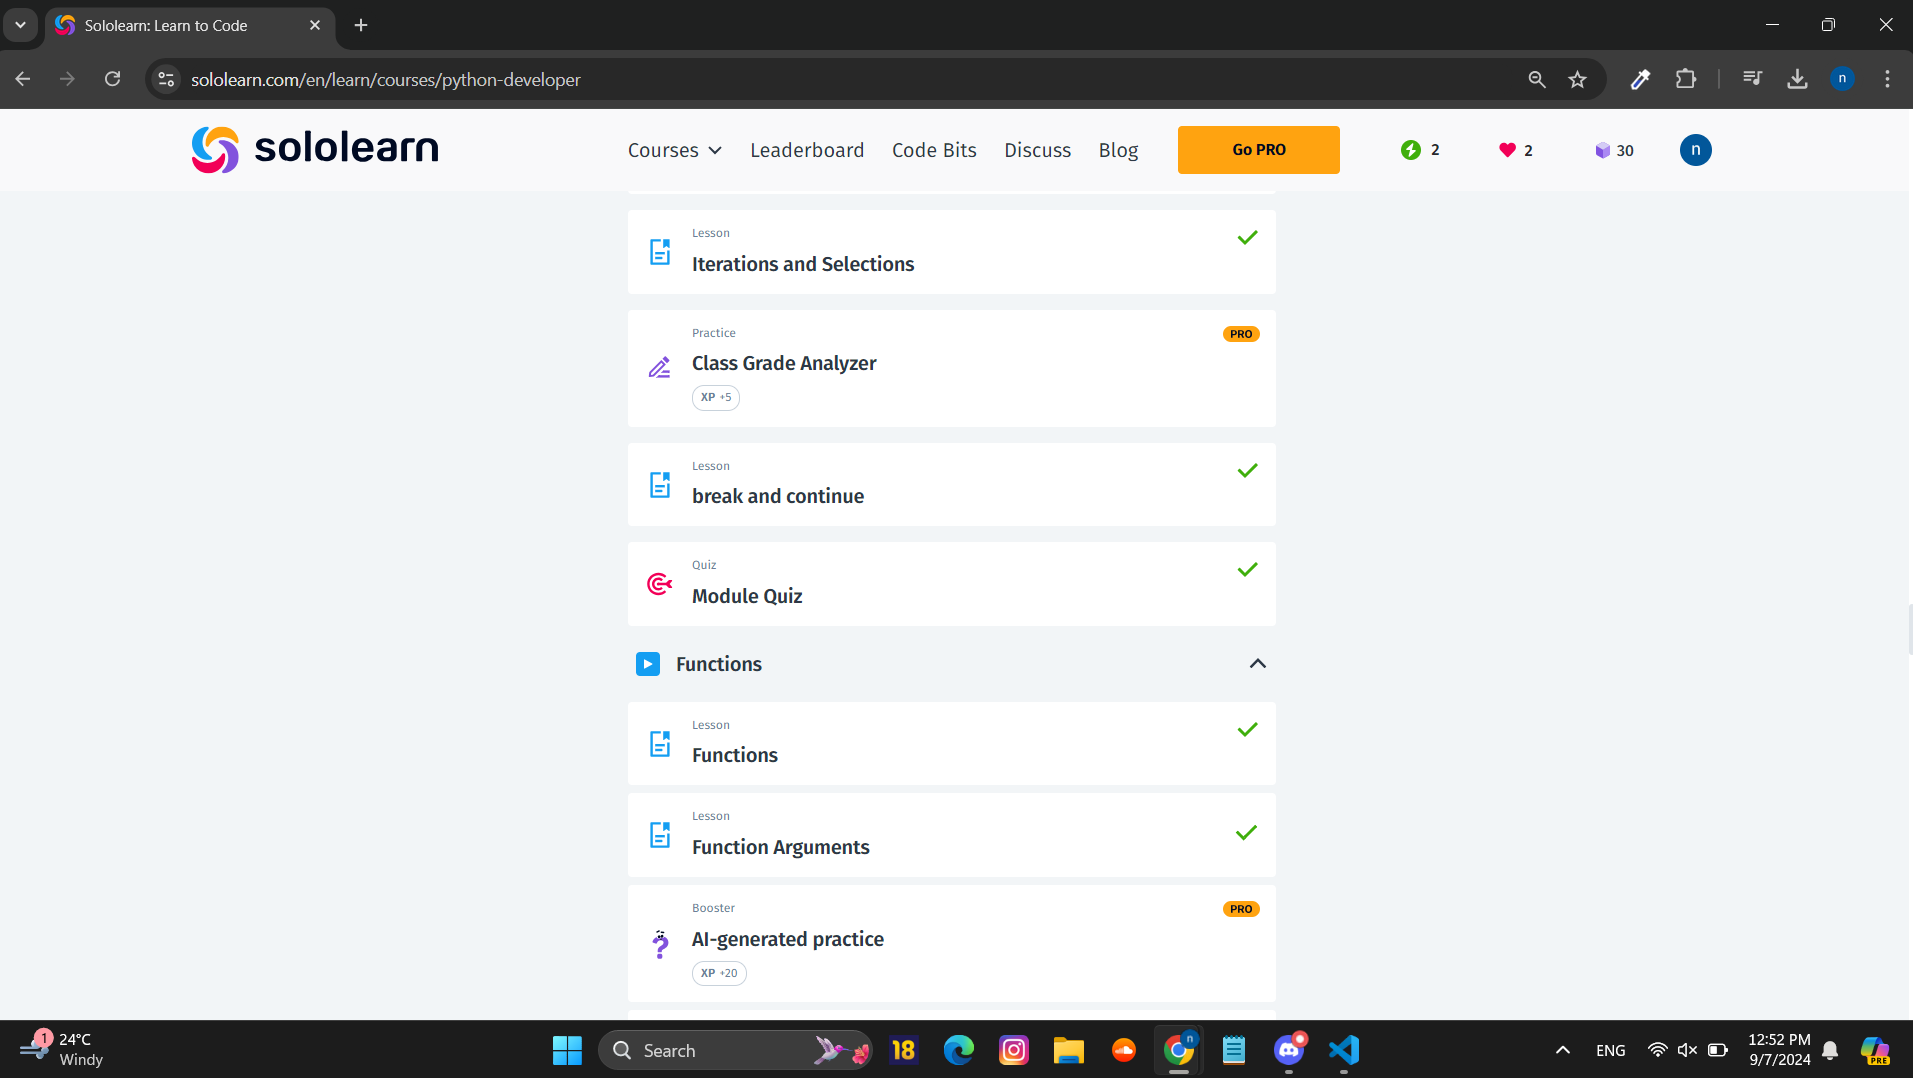 Sololearn: Learn to Code
sololearn.com/en/learn/courses/python-developer
n
sololearn
Courses
Leaderboard
Code Bits
Discuss
Blog
Go PRO
2
2
30
n
Lesson
Iterations and Selections
Practice
PRO
Class Grade Analyzer
XP +5
Lesson
break and continue
Quiz
Module Quiz
Functions
Lesson
Functions
Lesson
Function Arguments
Booster
PRO
AI-generated practice
XP +20
1
24°C
Windy
Search
18
n
ENG
12:52 PM
9/7/2024
PRE